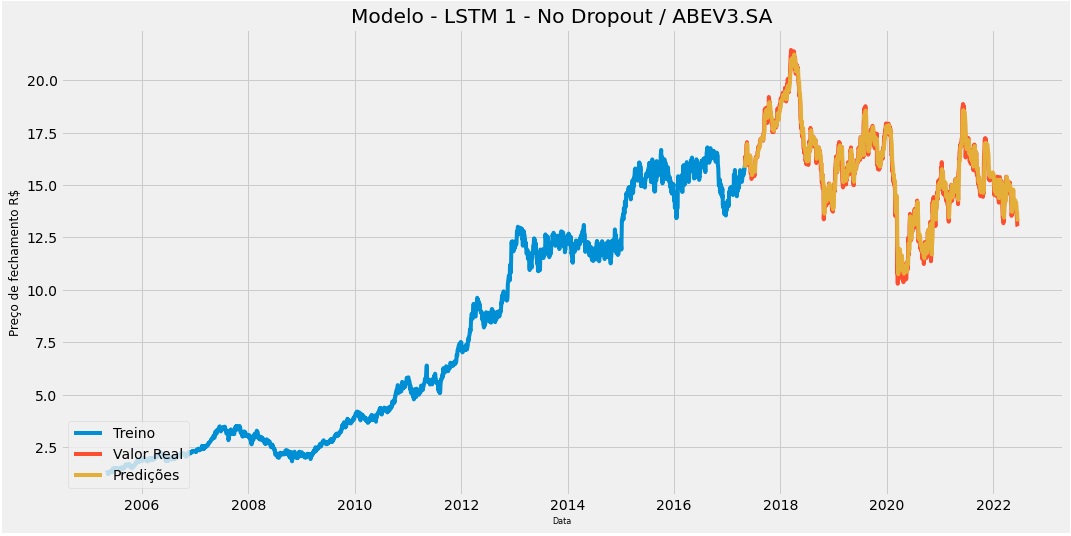 Modelo - LSTM 1 - No Dropout / ABEV3.SA
Preço de fechamento R$
20.0
17.5
15.0
12.5
10.0
7.5
5.0
2.5
Treino
Valor Real
Predições
2006 2008 2010 2012 2014 2016 2018 2020 2022
Data